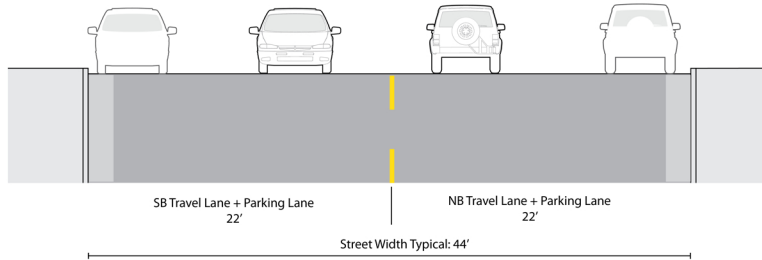 SB Travel Lane + Parking Lane
22’
NB Travel Lane + Parking Lane
22’
Street Width Typical: 44’